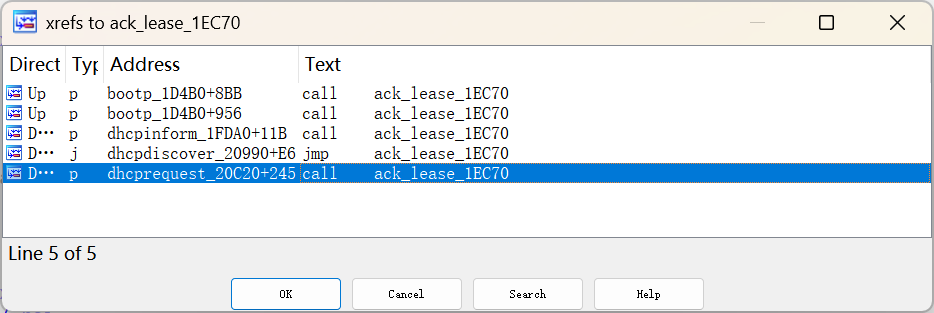 xrefs to ack_lease_1EC70
Direct Typ Address Text
Up p bootp_1D4B0+8BB call ack_lease_1EC70
Up p bootp_1D4B0+956 call ack_lease_1EC70
D⋯ p dhcpinform_1FDA0+11B call ack_lease_1EC70
D⋯ j dhcpdiscover_20990+E6 jmp ack_lease_1EC70
D⋯ p dhcprequest_20C20+245 call ack_lease_1EC70
Line 5 of 5
OK Cancel Search Help